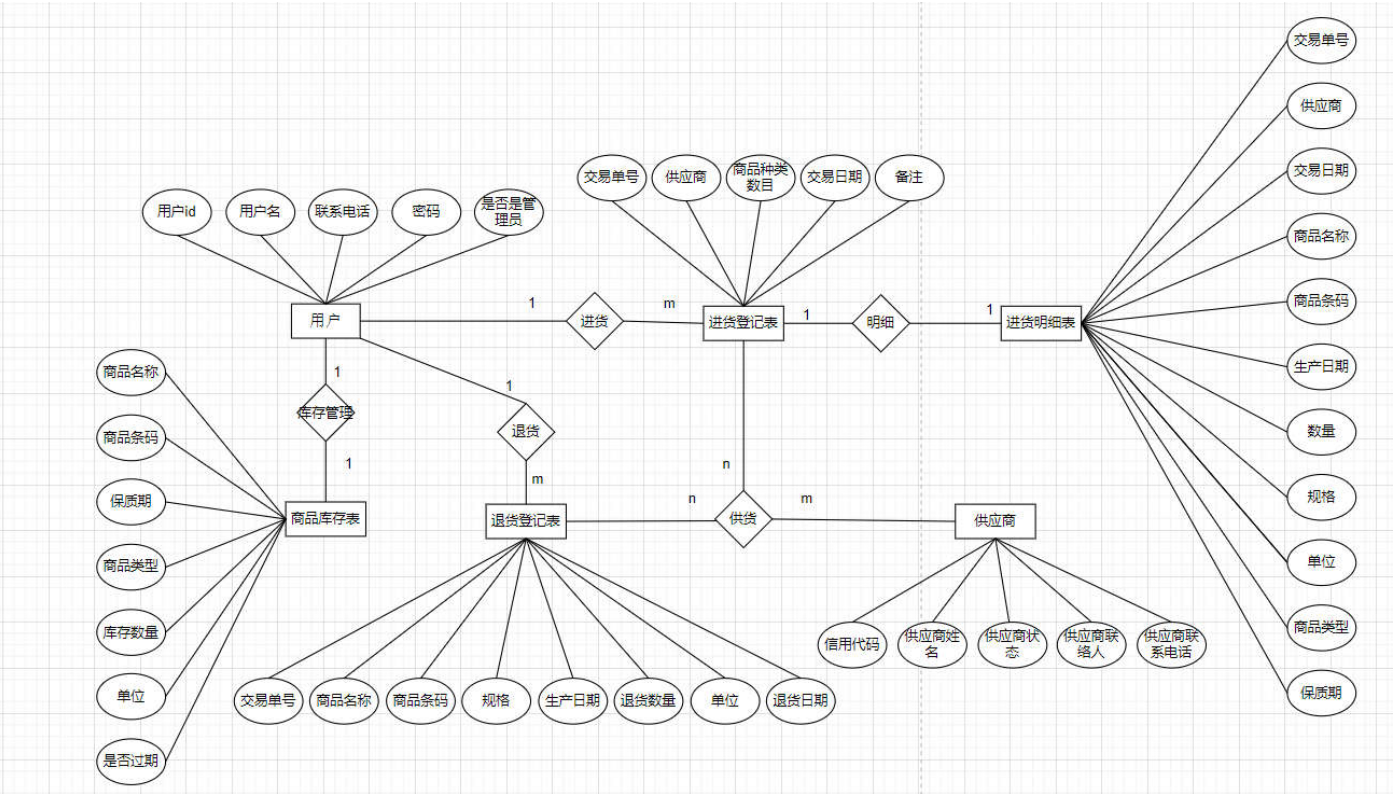 交易单号
供应商
交易日期
商品名称
商品条码
生产日期
数量
规格
单位
商品类型
保质期
交易单号
供应商
商品种类
数目
交易日期
备注
用户id
用户名
联系电话
密码
是否是管
理员
用户
1
进货
m
进货登记表
1
明细
1
进货明细表
商品名称
商品条码
保质期
商品类型
库存数量
单位
是否过期
1
库存管理
1
商品库存表
1
退货
m
退货登记表
n
n
供货
m
供应商
交易单号
商品名称
商品条码
规格
生产日期
退货数量
单位
退货日期
信用代码
供应商姓
名
供应商状
态
供应商联
络人
供应商联
系电话